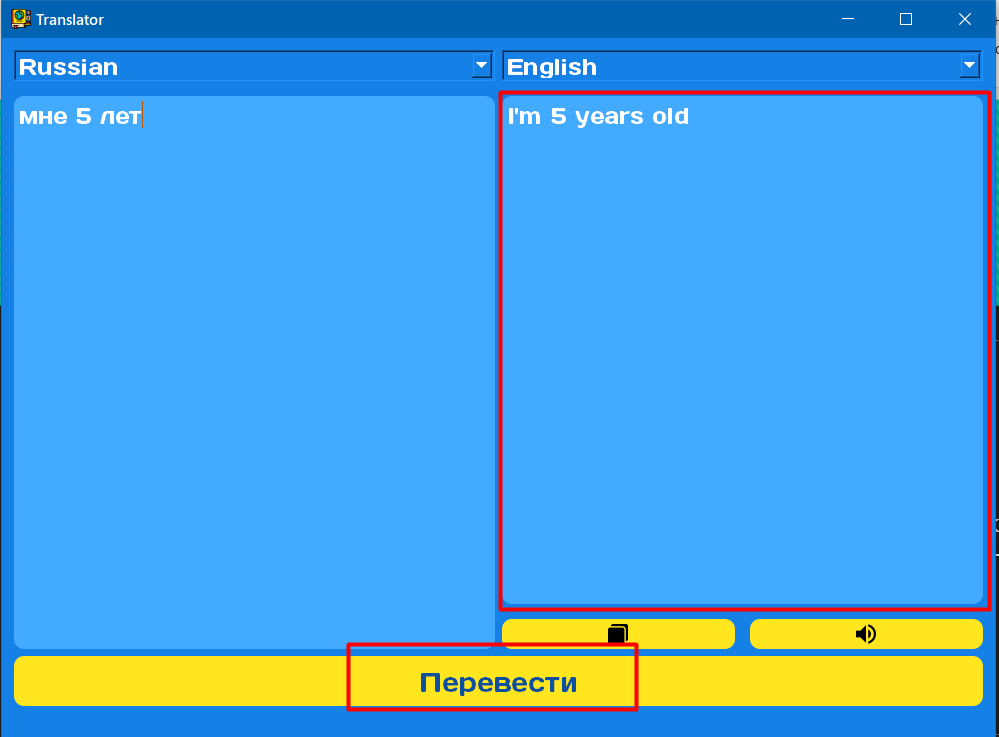 Translator
Russian
English
мне 5 лет
I'm 5 years old
Перевести